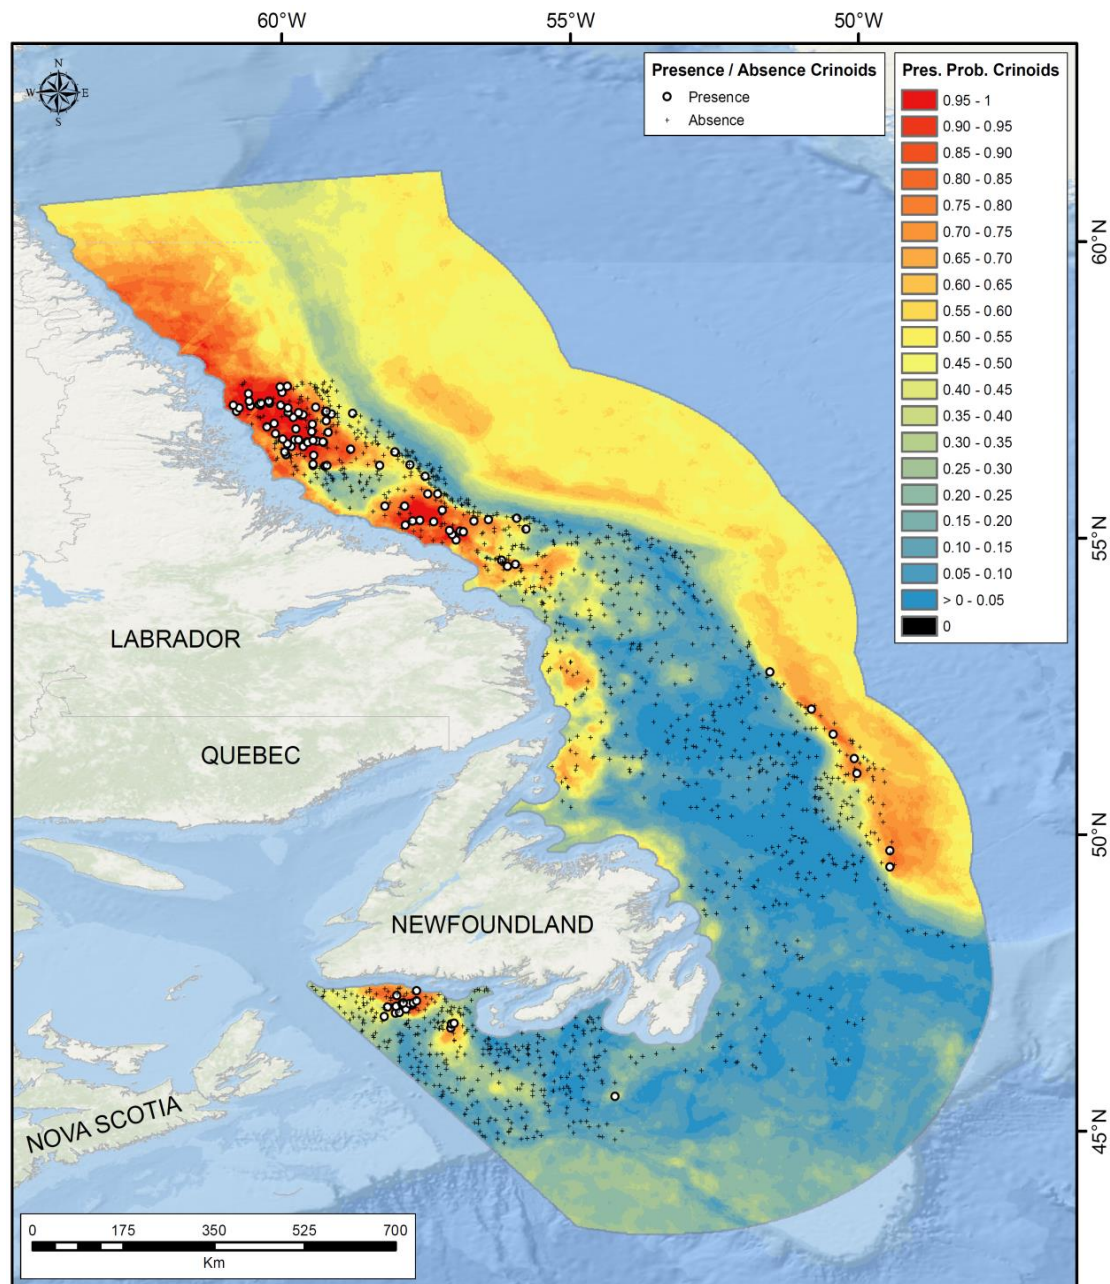 60°W 55°W 50°W
N
W E
S
Presence / Absence Crinoids
Presence
Absence
Pres. Prob. Crinoids
0.95 - 1
0.90 - 0.95
0.85 - 0.90
0.80 - 0.85
0.75 - 0.80
0.70 - 0.75
0.65 - 0.70
0.60 - 0.65
0.55 - 0.60
0.50 - 0.55
0.45 - 0.50
0.40 - 0.45
0.35 - 0.40
0.30 - 0.35
0.25 - 0.30
0.20 - 0.25
0.15 - 0.20
0.10 - 0.15
0.05 - 0.10
> 0 - 0.05
0
60°N
55°N
50°N
45°N
LABRADOR
QUEBEC
NEWFOUNDLAND
NOVA SCOTIA
0 175 350 525 700
Km